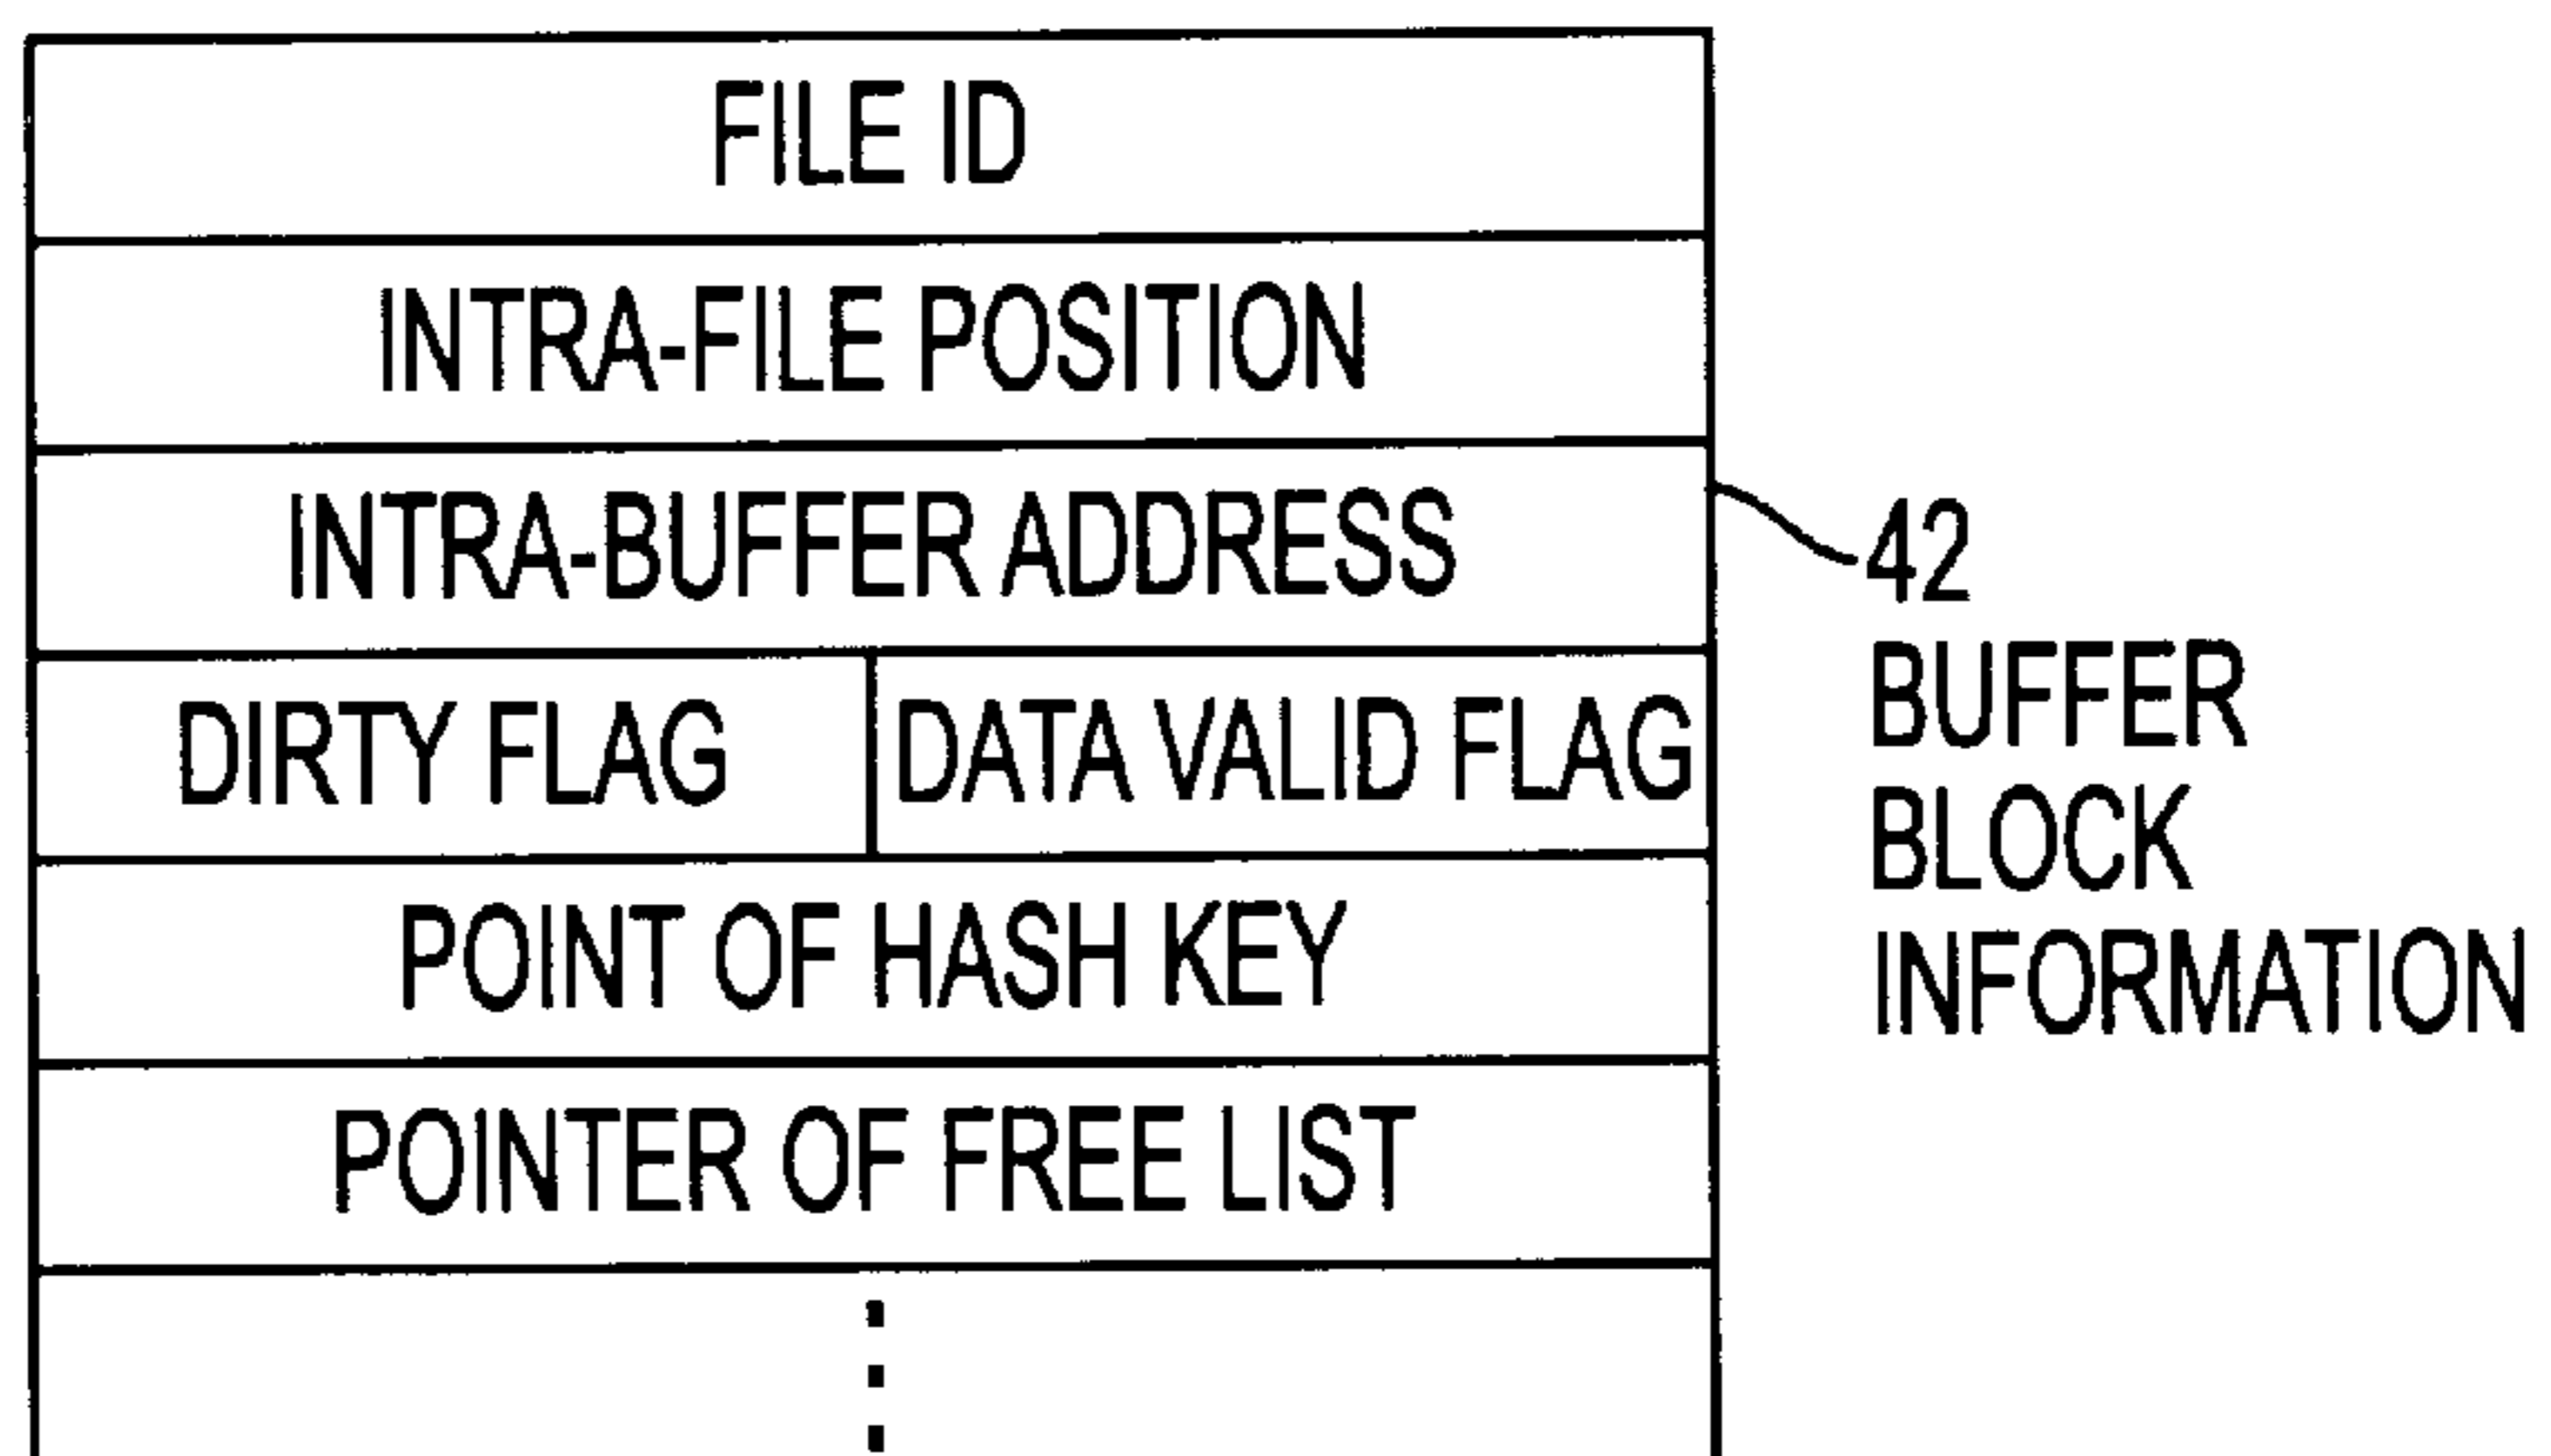 FILE ID
INTRA-FILE POSITION
INTRA-BUFFER ADDRESS
DIRTY FLAG DATA VALID FLAG
POINT OF HASH KEY
POINTER OF FREE LIST
42
BUFFER
BLOCK
INFORMATION